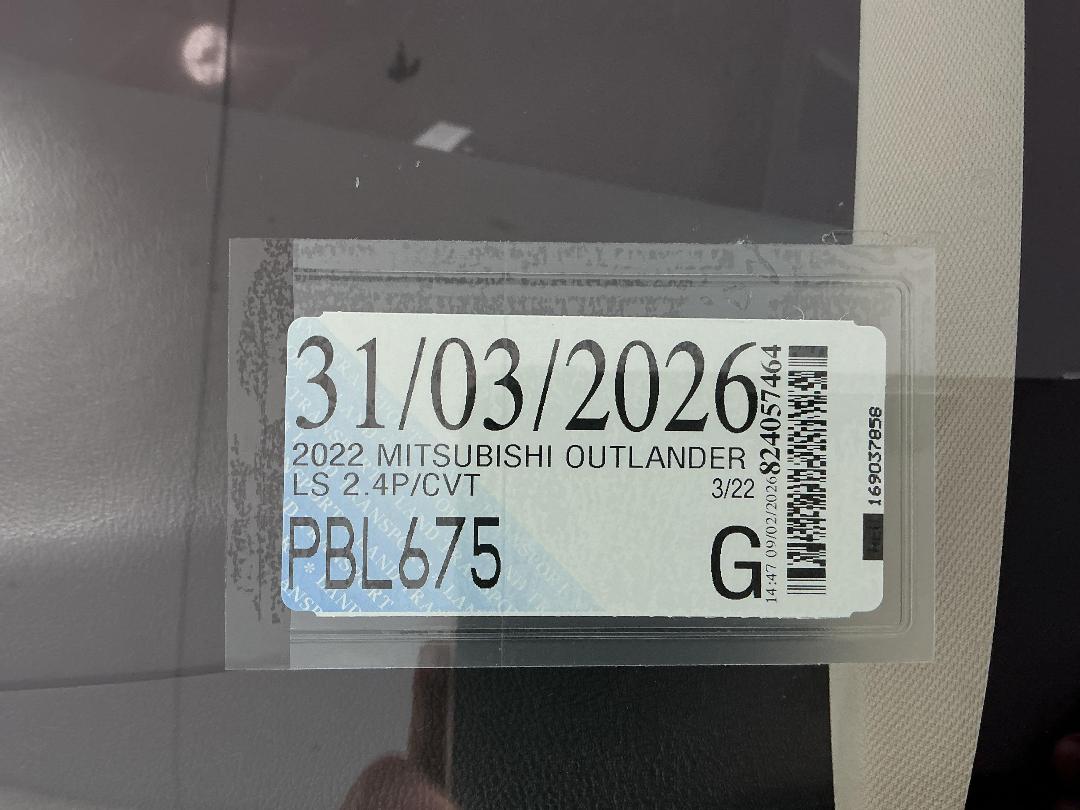 31/03/2026
2022 MITSUBISHI OUTLANDER
LS 2.4P/CVT 3/22
PBL675 G
14:47 09/02/2026 824057464
169037858